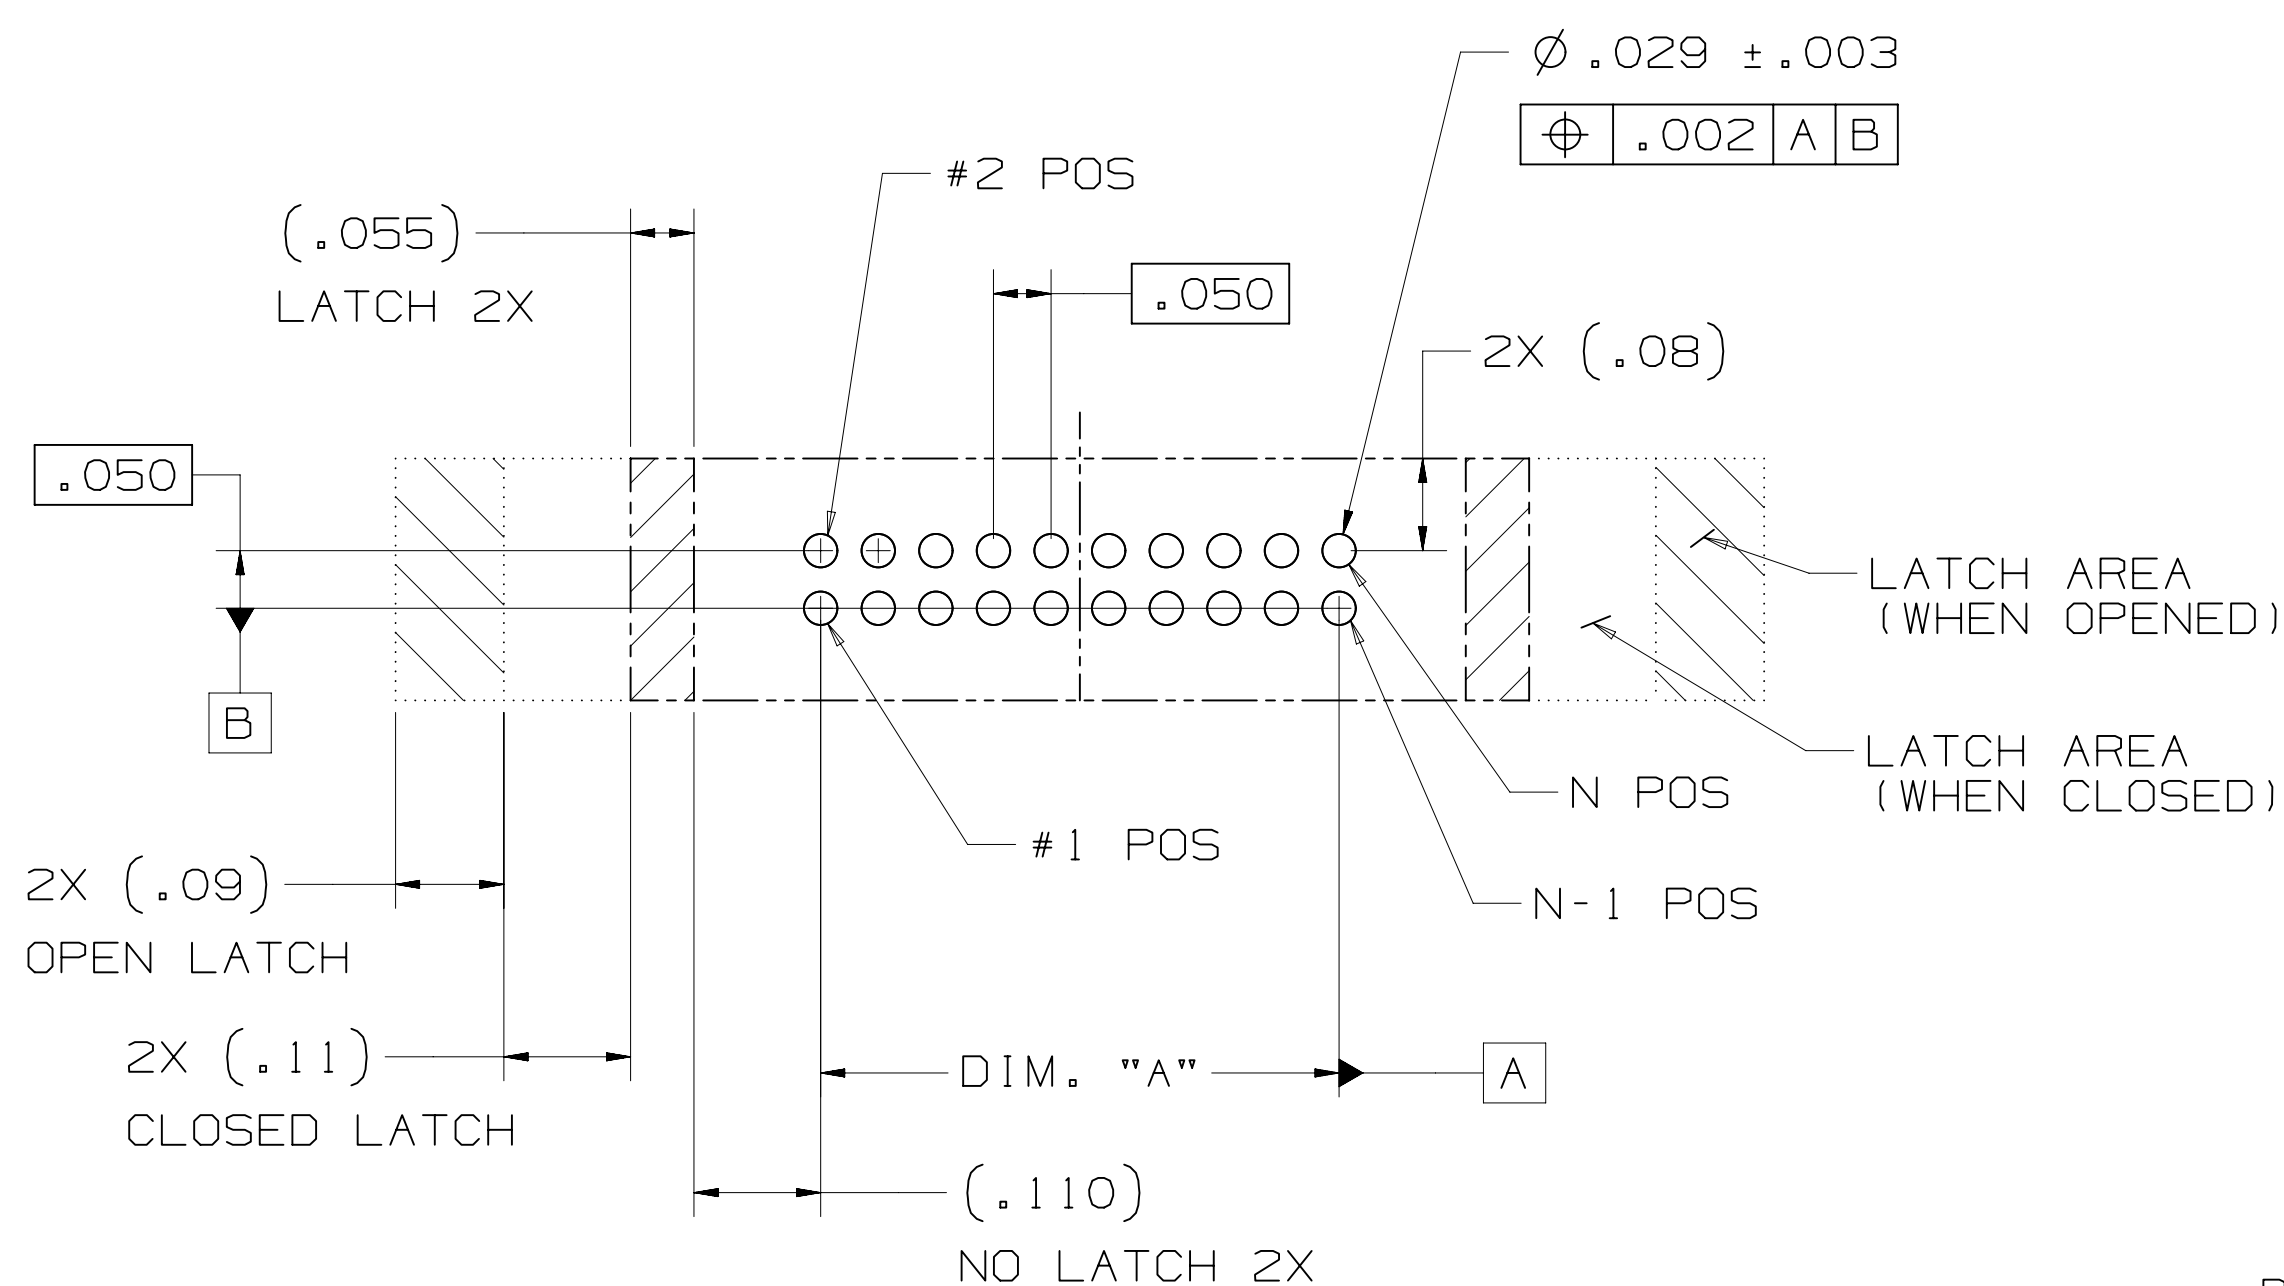 Ø.029 ±.003
⌖ .002 A B
#2 POS
(.055)
LATCH 2X
.050
2X (.08)
.050
LATCH AREA
(WHEN OPENED)
B
LATCH AREA
(WHEN CLOSED)
N POS
#1 POS
2X (.09)
OPEN LATCH
N-1 POS
2X (.11)
CLOSED LATCH
DIM. "A"
A
(.110)
NO LATCH 2X